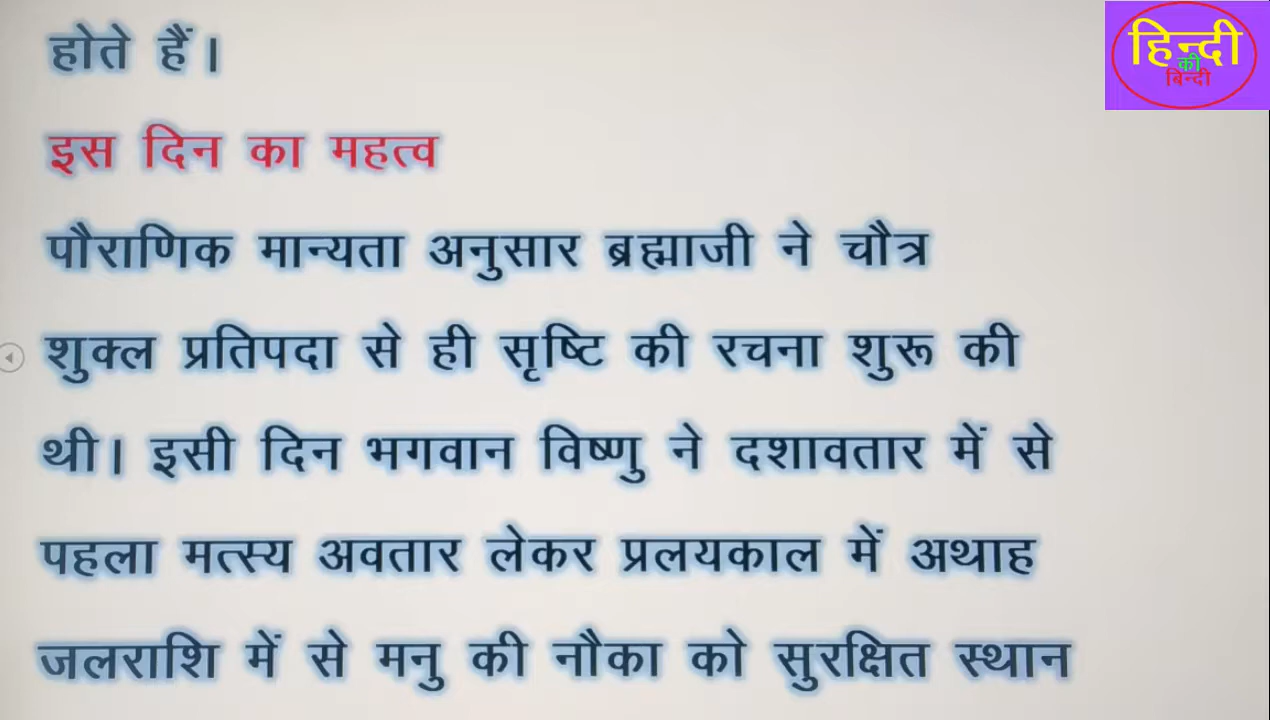 होते हैं।
हिन्दी
की
बिन्दी
इस दिन का महत्व
पौराणिक मान्यता अनुसार ब्रह्माजी ने चौत्र
शुक्ल प्रतिपदा से ही सृष्टि की रचना शुरू की
थी। इसी दिन भगवान विष्णु ने दशावतार में से
पहला मत्स्य अवतार लेकर प्रलयकाल में अथाह
जलराशि में से मनु की नौका को सुरक्षित स्थान